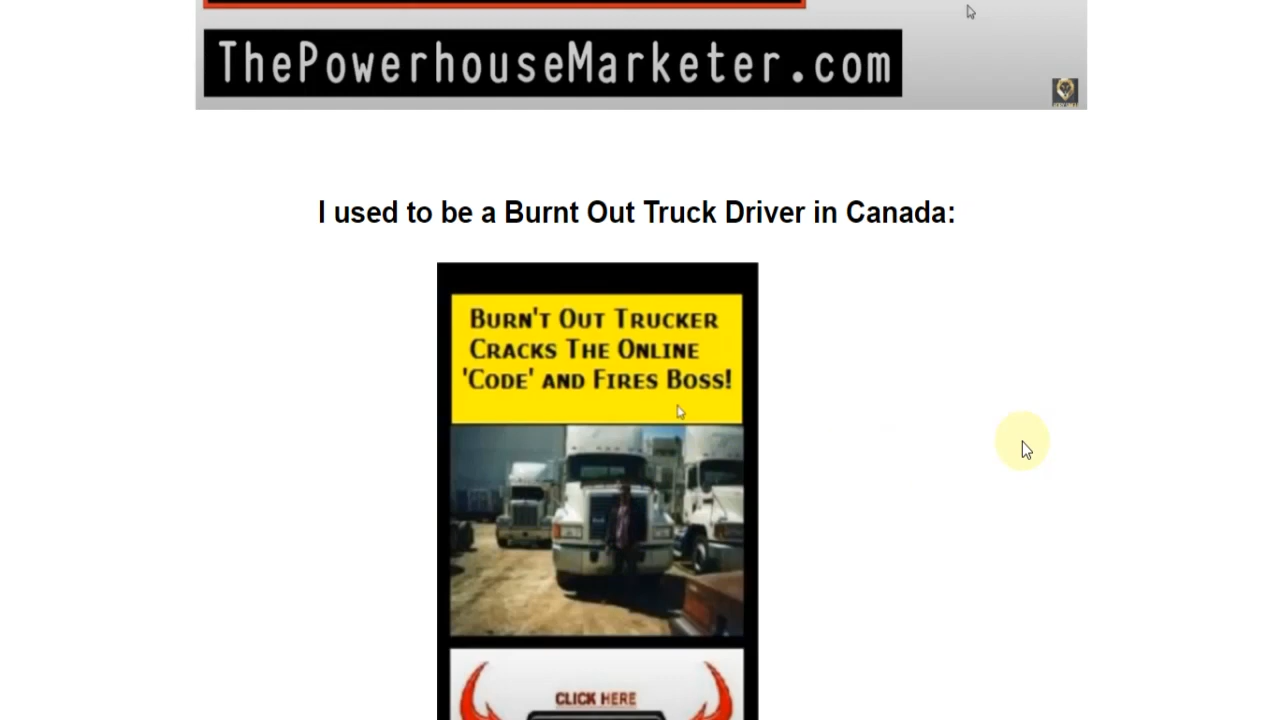 ThePowerhouseMarketer.com
I used to be a Burnt Out Truck Driver in Canada:
Burn't Out Trucker
Cracks The Online
'Code' and Fires Boss!
CLICK HERE